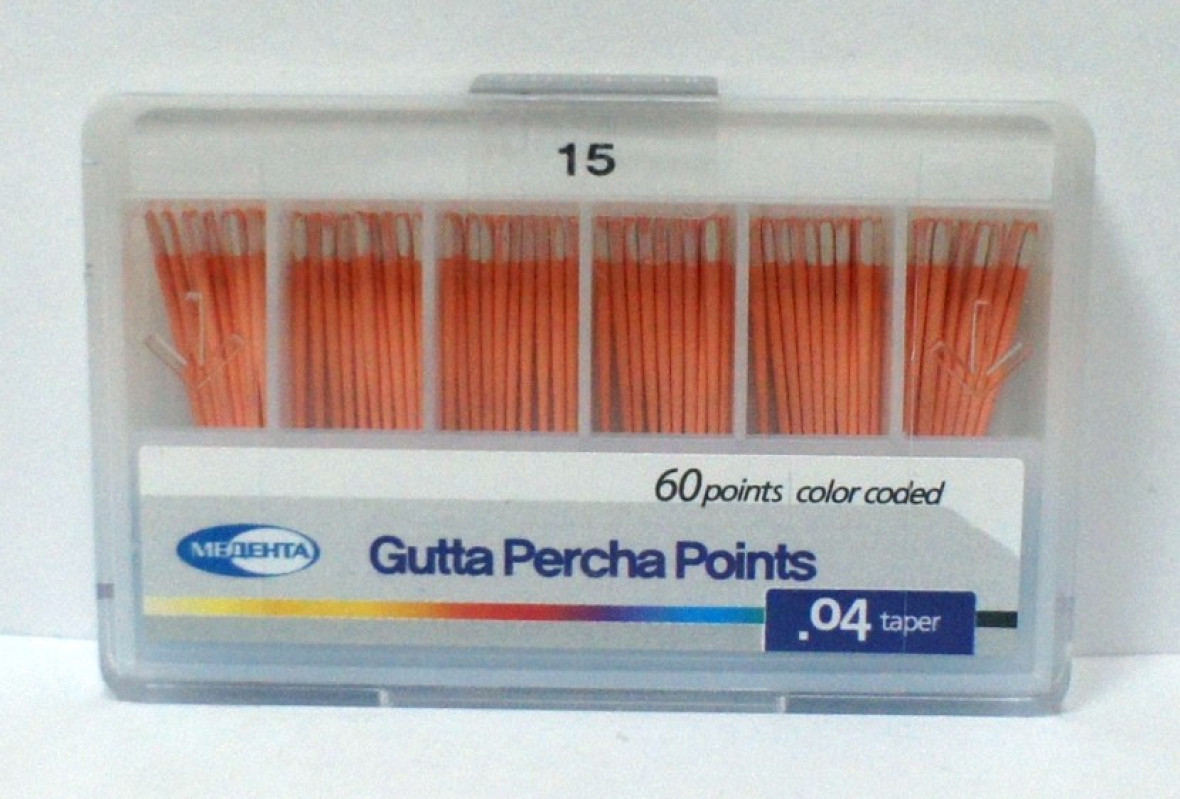 15
60 points color coded
МЕДЕНТА
Gutta Percha Points
.04 taper